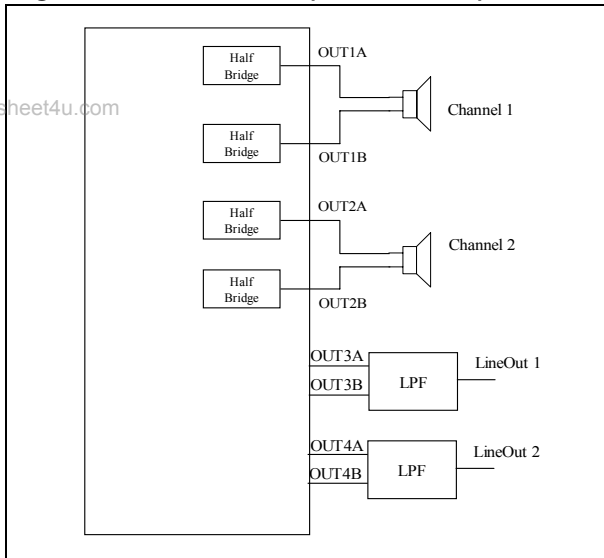 Half
Bridge
OUT1A
sheet4u.com
Channel 1
Half
Bridge
OUT1B
Half
Bridge
OUT2A
Channel 2
Half
Bridge
OUT2B
OUT3A
LineOut 1
LPF
OUT3B
OUT4A
LineOut 2
LPF
OUT4B